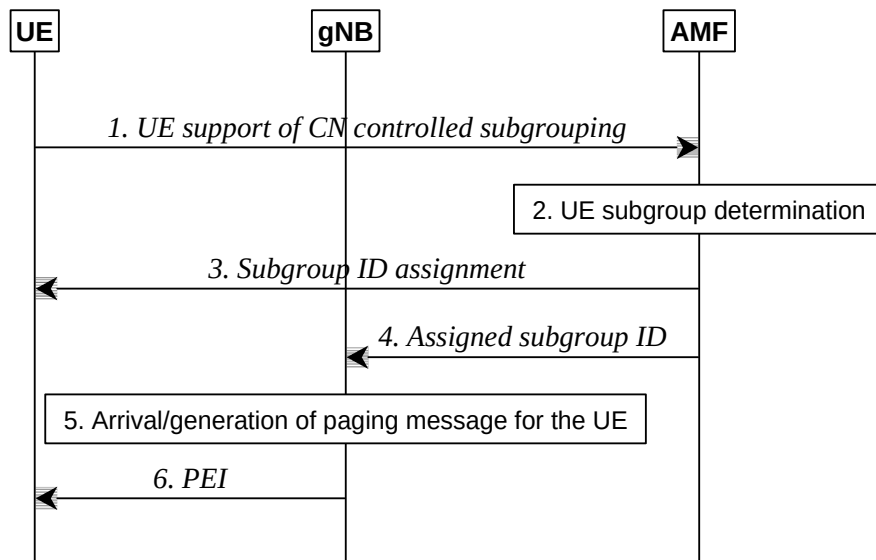 UE
gNB
AMF
1. UE support of CN controlled subgrouping
2. UE subgroup determination
3. Subgroup ID assignment
4. Assigned subgroup ID
5. Arrival/generation of paging message for the UE
6. PEI